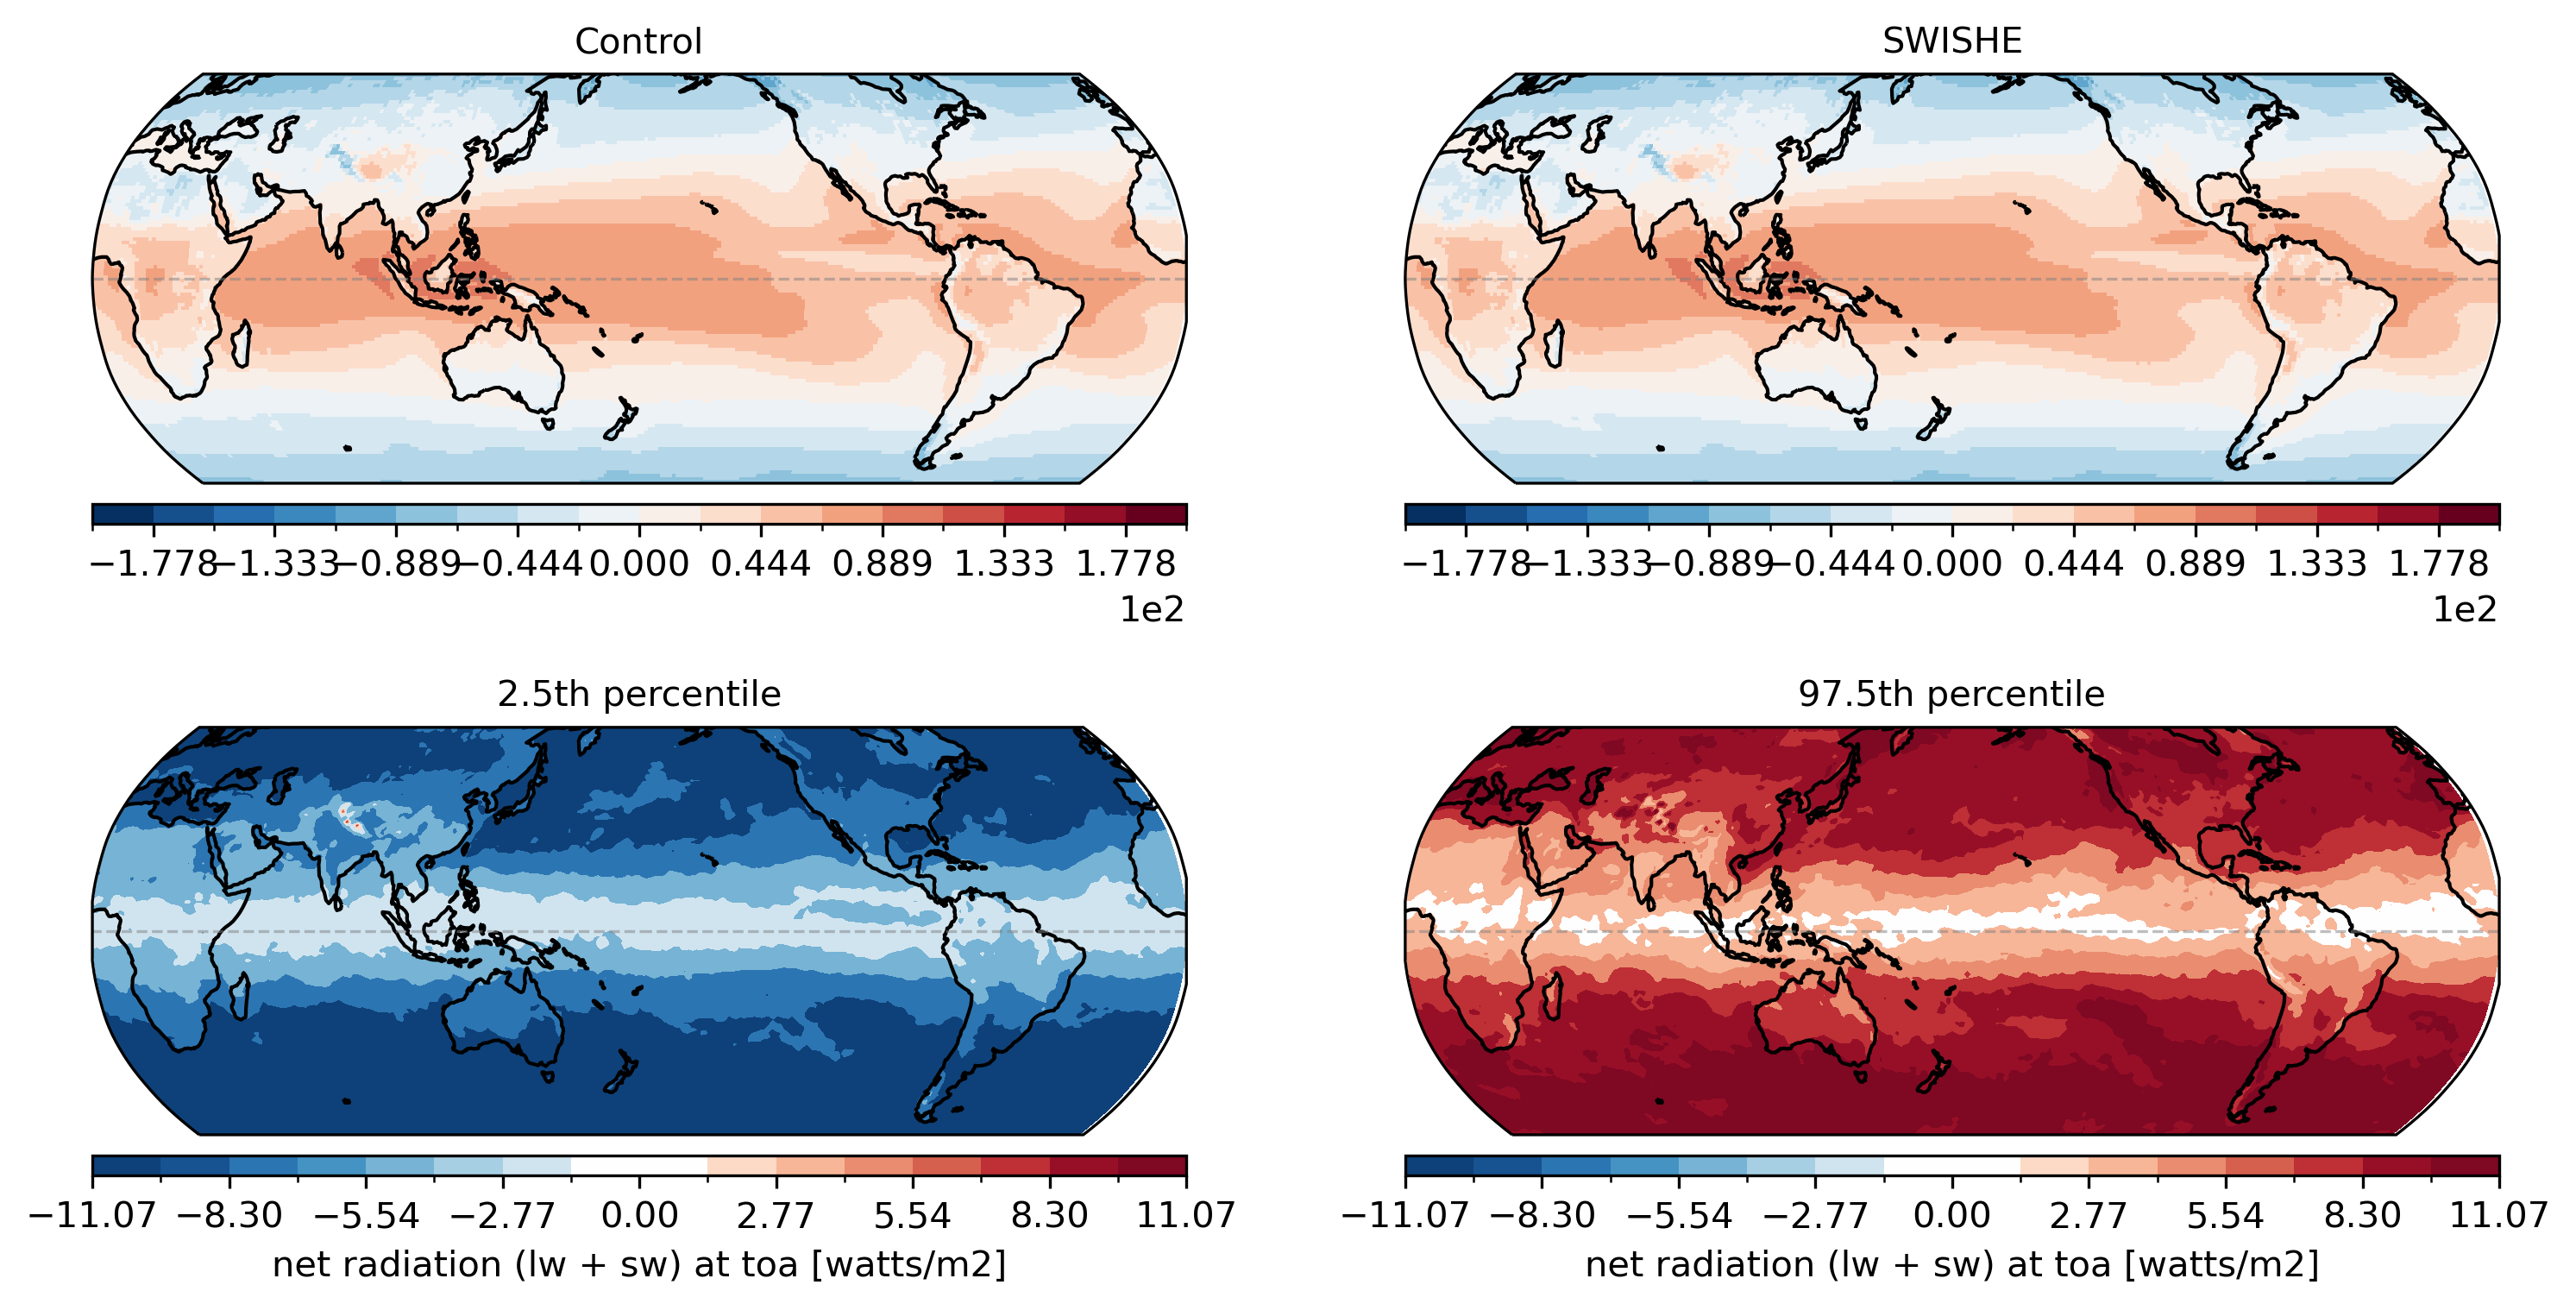 Control
SWISHE
−1.778 −1.333 −0.889 −0.444 0.000 0.444 0.889 1.333 1.778
1e2
−1.778 −1.333 −0.889 −0.444 0.000 0.444 0.889 1.333 1.778
1e2
2.5th percentile
97.5th percentile
−11.07 −8.30 −5.54 −2.77 0.00 2.77 5.54 8.30 11.07
net radiation (lw + sw) at toa [watts/m2]
−11.07 −8.30 −5.54 −2.77 0.00 2.77 5.54 8.30 11.07
net radiation (lw + sw) at toa [watts/m2]